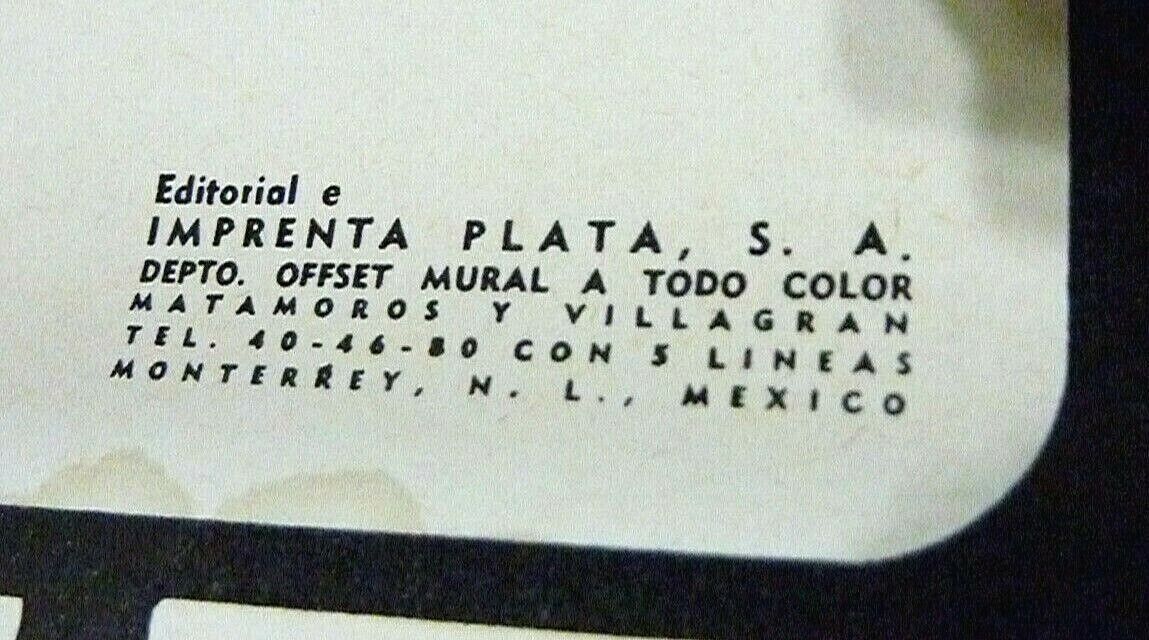 Editorial e
IMPRENTA PLATA, S. A.
DEPTO. OFFSET MURAL A TODO COLOR
MATAMOROS Y VILLAGRAN
TEL. 40-46-80 CON 5 LINEAS
MONTERREY, N. L., MEXICO